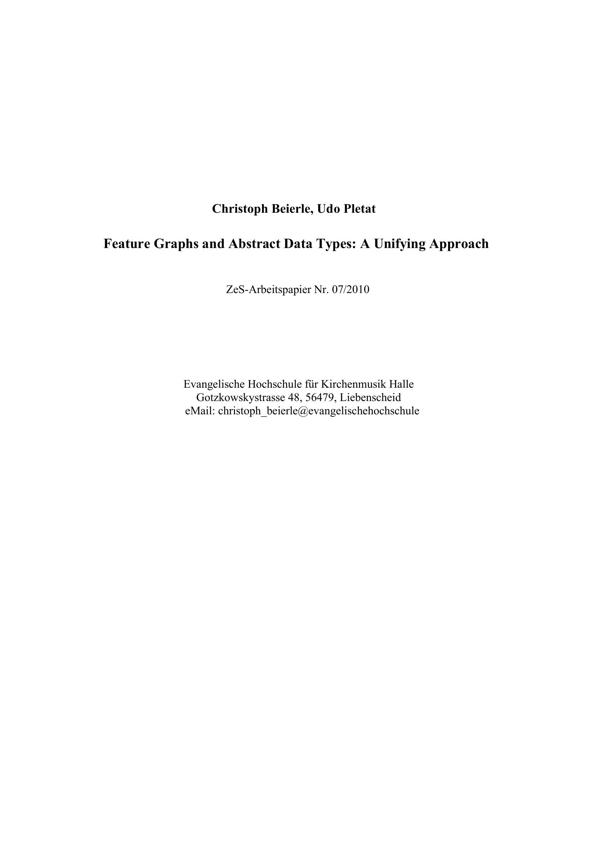 Christoph Beierle, Udo Pletat
Feature Graphs and Abstract Data Types: A Unifying Approach
ZeS-Arbeitspapier Nr. 07/2010
Evangelische Hochschule für Kirchenmusik Halle
Gotzkowskystrasse 48, 56479, Liebenscheid
eMail: christoph_beierle@evangelischehochschule